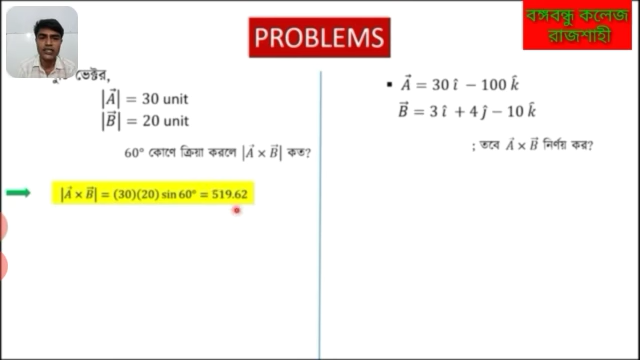 বঙ্গবন্ধু কলেজ
রাজশাহী
PROBLEMS
ভেক্টর,
|A⃗| = 30 unit
|B⃗| = 20 unit
60° কোণে ক্রিয়া করলে |A⃗ × B⃗| কত?
|A⃗ × B⃗| = (30)(20) sin 60° = 519.62
▪ A⃗ = 30 î − 100 k̂
B⃗ = 3 î + 4 ĵ − 10 k̂
; তবে A⃗ × B⃗ নির্ণয় কর?